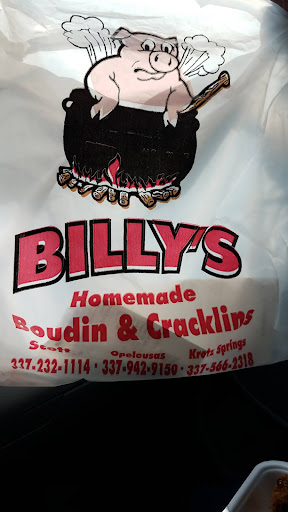 BILLY'S
Homemade
Boudin & Cracklins
Scott Opelousas Krotz Springs
337-232-1114 · 337-942-9150 · 337-566-2318